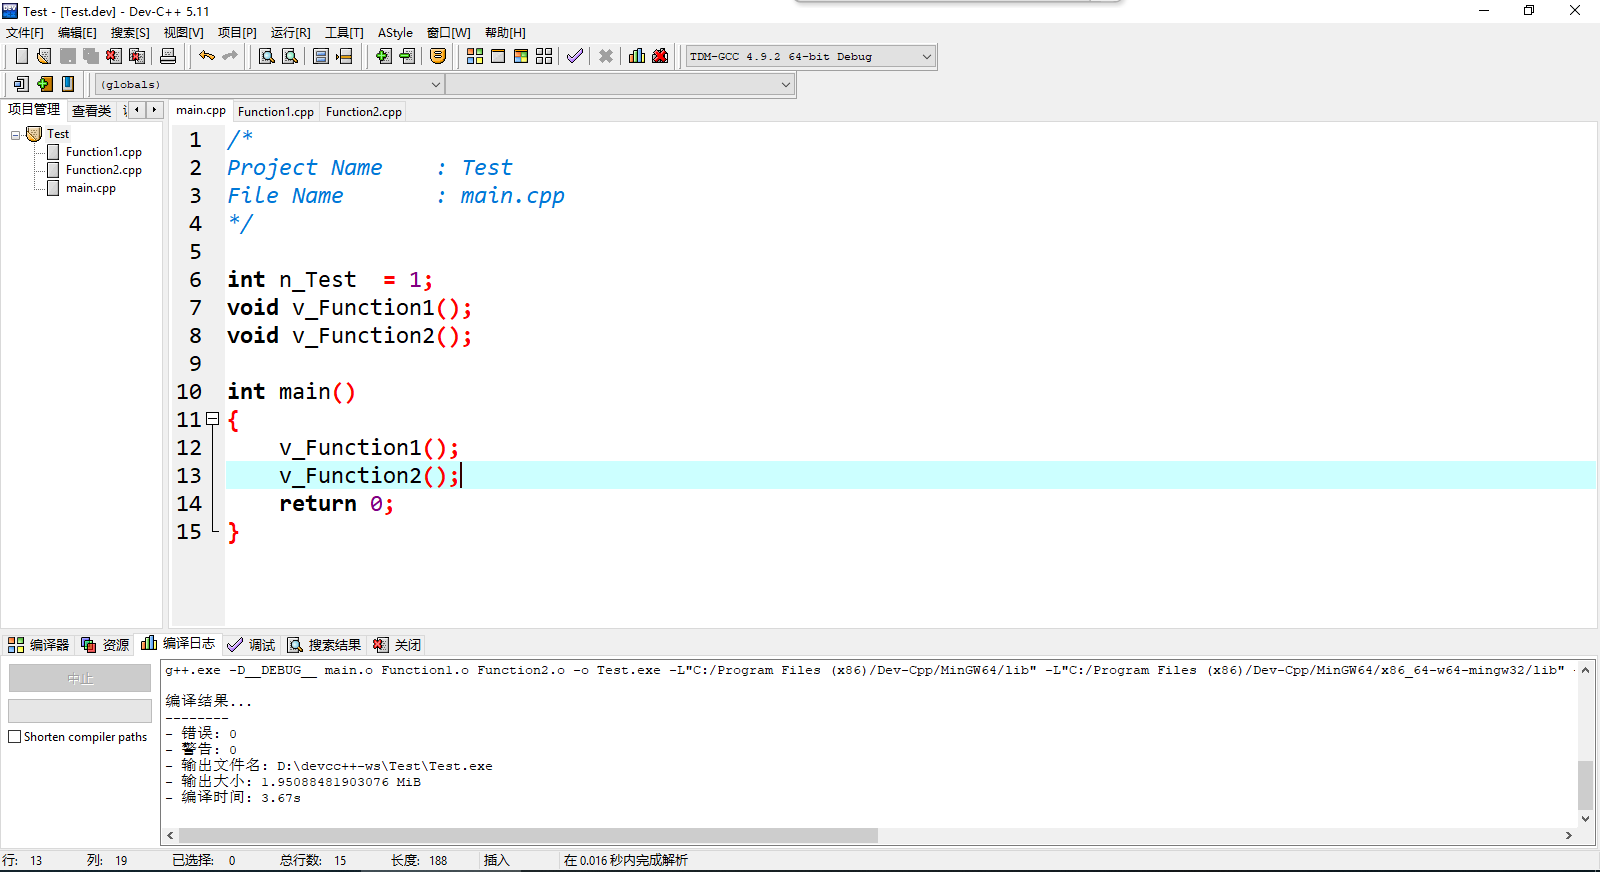 Test - [Test.dev] - Dev-C++ 5.11
文件[F] 编辑[E] 搜索[S] 视图[V] 项目[P] 运行[R] 工具[T] AStyle 窗口[W] 帮助[H]
TDM-GCC 4.9.2 64-bit Debug
(globals)
项目管理 查看类
main.cpp Function1.cpp Function2.cpp
Test
Function1.cpp
Function2.cpp
main.cpp
1 /*
2 Project Name    : Test
3 File Name       : main.cpp
4 */
5
6 int n_Test  = 1;
7 void v_Function1();
8 void v_Function2();
9
10 int main()
11 {
12     v_Function1();
13     v_Function2();
14     return 0;
15 }
编译器 资源 编译日志 调试 搜索结果 关闭
中止
Shorten compiler paths
g++.exe -D__DEBUG__ main.o Function1.o Function2.o -o Test.exe -L"C:/Program Files (x86)/Dev-Cpp/MinGW64/lib" -L"C:/Program Files (x86)/Dev-Cpp/MinGW64/x86_64-w64-mingw32/lib" -
编译结果...
--------
- 错误: 0
- 警告: 0
- 输出文件名: D:\devcc++-ws\Test\Test.exe
- 输出大小: 1.95088481903076 MiB
- 编译时间: 3.67s
行: 13 列: 19 已选择: 0 总行数: 15 长度: 188 插入 在 0.016 秒内完成解析